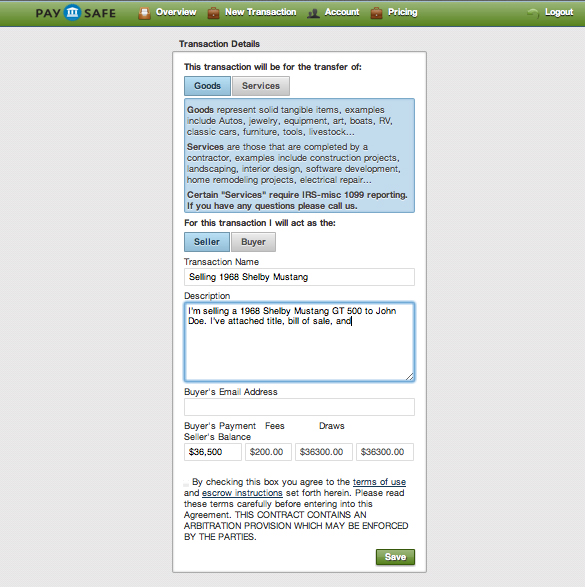 PAY SAFE Overview New Transaction Account Pricing Logout
Transaction Details
This transaction will be for the transfer of:
Goods Services
Goods represent solid tangible items, examples
include Autos, jewelry, equipment, art, boats, RV,
classic cars, furniture, tools, livestock...
Services are those that are completed by a
contractor, examples include construction projects,
landscaping, interior design, software development,
home remodeling projects, electrical repair...
Certain "Services" require IRS-misc 1099 reporting.
If you have any questions please call us.
For this transaction I will act as the:
Seller Buyer
Transaction Name
Selling 1968 Shelby Mustang
Description
I'm selling a 1968 Shelby Mustang GT 500 to John
Doe. I've attached title, bill of sale, and
Buyer's Email Address
Buyer's Payment Fees Draws
Seller's Balance
$36,500 $200.00 $36300.00 $36300.00
By checking this box you agree to the terms of use
and escrow instructions set forth herein. Please read
these terms carefully before entering into this
Agreement. THIS CONTRACT CONTAINS AN
ARBITRATION PROVISION WHICH MAY BE ENFORCED
BY THE PARTIES.
Save